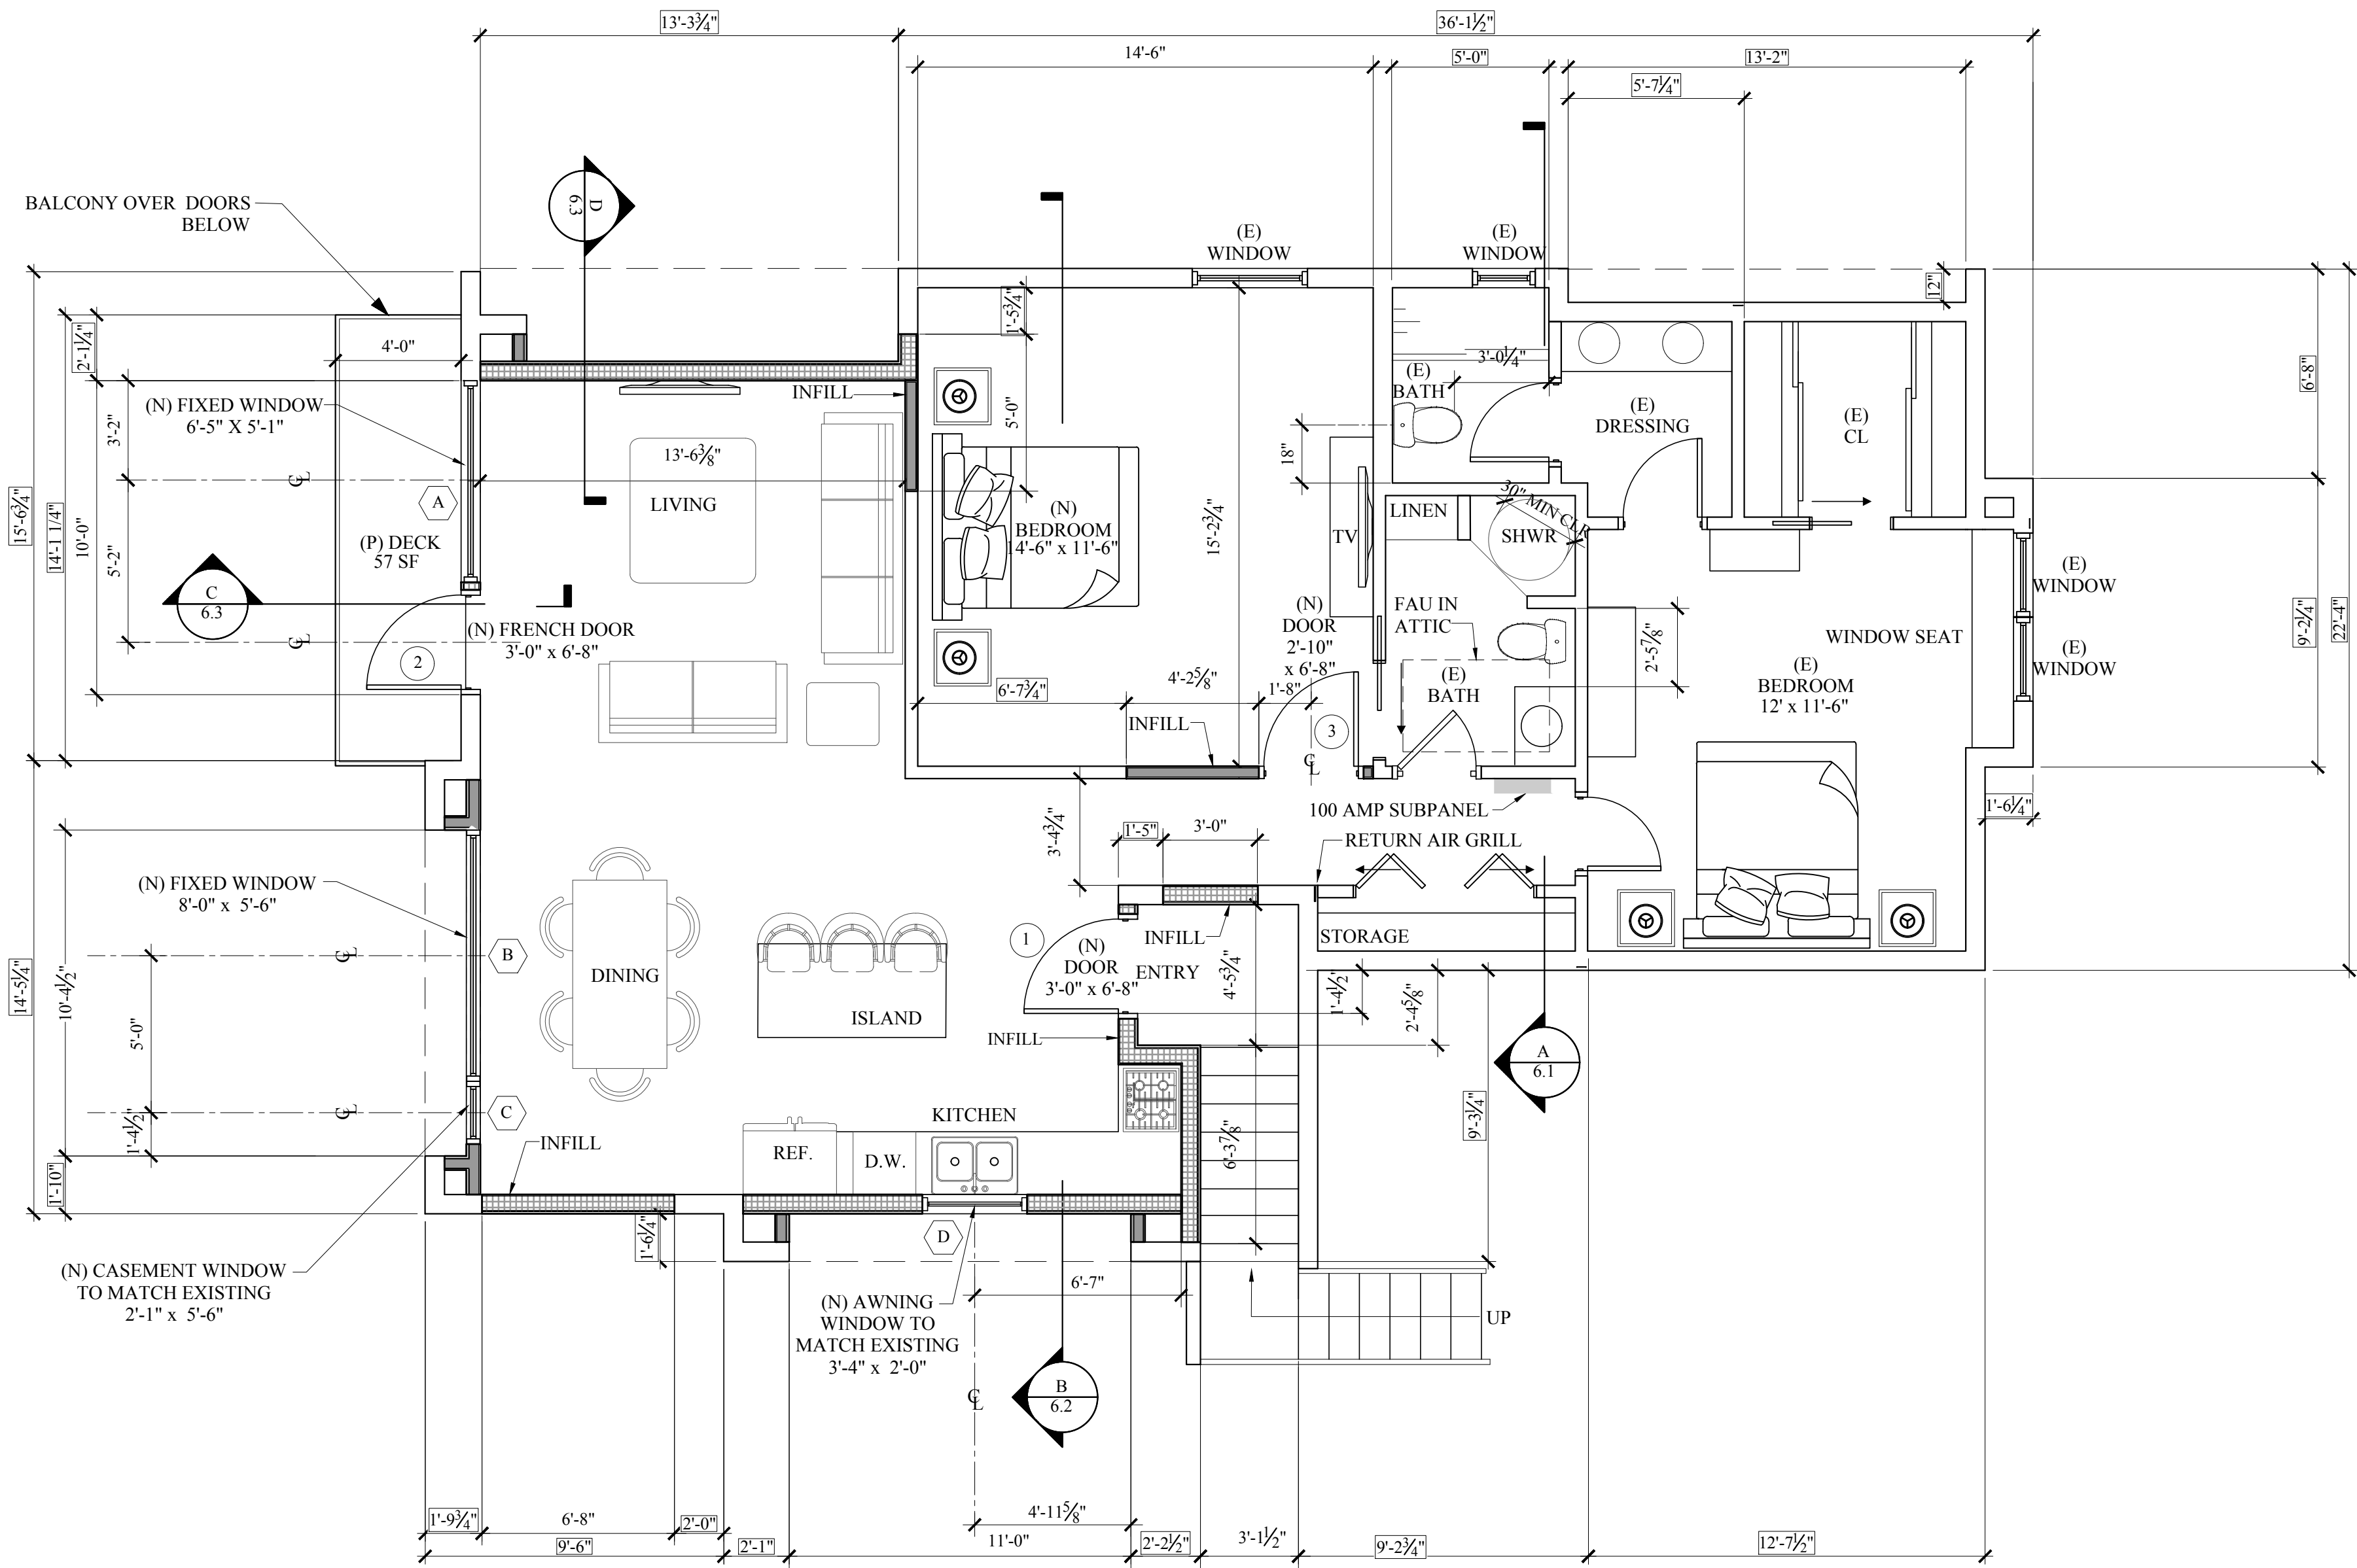 13'-3¾"
36'-1½"
14'-6"
5'-0"
13'-2"
5'-7¼"
BALCONY OVER DOORS
BELOW
D
6.3
(E)
WINDOW
(E)
WINDOW
12"
1'-5¾"
2'-1¼"
4'-0"
3'-0¼"
6'-8"
(N) FIXED WINDOW
6'-5" X 5'-1"
INFILL
(E)
BATH
(E)
DRESSING
(E)
CL
3'-2"
5'-0"
18"
13'-6⅜"
LIVING
A
15'-6¾"
14'-1 1/4"
10'-0"
5'-2"
(P) DECK
57 SF
(N)
BEDROOM
14'-6" x 11'-6"
15'-2¾"
TV
LINEN
30" MIN CLR
SHWR
C
6.3
(E)
WINDOW
(N) FRENCH DOOR
3'-0" x 6'-8"
2
(N)
DOOR
2'-10"
x 6'-8"
FAU IN
ATTIC
2'-5⅞"
WINDOW SEAT
9'-2¼"
22'-4"
(E)
WINDOW
(E)
BATH
(E)
BEDROOM
12' x 11'-6"
6'-7¾"
4'-2⅝"
1'-8"
INFILL
3
CL
100 AMP SUBPANEL
1'-6¼"
3'-4¾"
1'-5"
3'-0"
RETURN AIR GRILL
(N) FIXED WINDOW
8'-0" x 5'-6"
B
DINING
ISLAND
1
(N)
DOOR
3'-0" x 6'-8"
ENTRY
INFILL
STORAGE
4'-5¾"
1'-4½"
2'-4⅝"
14'-5¼"
10'-4½"
5'-0"
INFILL
A
6.1
C
1'-4½"
KITCHEN
9'-3¼"
6'-3⅞"
INFILL
REF.
D.W.
1'-10"
1'-6¼"
D
(N) CASEMENT WINDOW
TO MATCH EXISTING
2'-1" x 5'-6"
6'-7"
(N) AWNING
WINDOW TO
MATCH EXISTING
3'-4" x 2'-0"
UP
CL
B
6.2
1'-9¾"
6'-8"
2'-0"
4'-11⅝"
9'-6"
2'-1"
11'-0"
2'-2½"
3'-1½"
9'-2¾"
12'-7½"